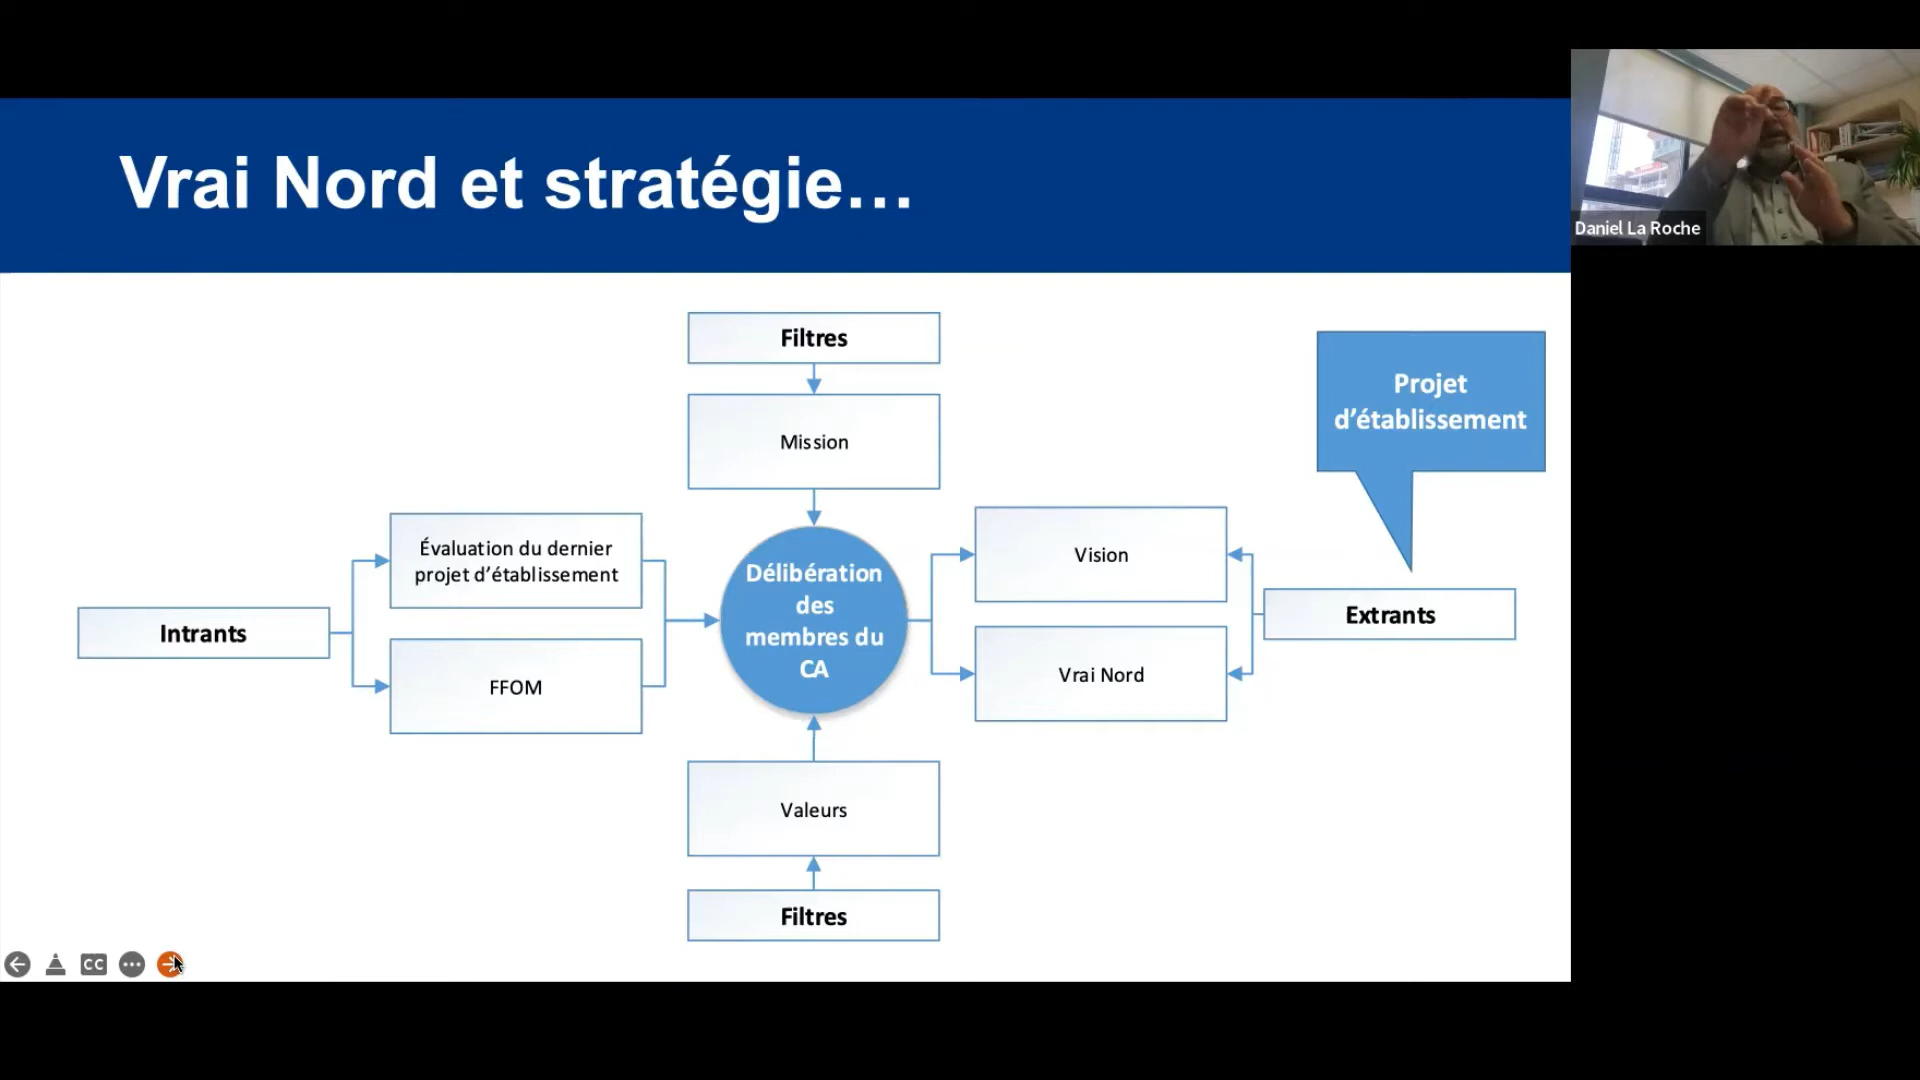 Vrai Nord et stratégie…
Daniel La Roche
Filtres
Mission
Projet
d’établissement
Évaluation du dernier
projet d’établissement
Intrants
FFOM
Délibération
des
membres du
CA
Vision
Vrai Nord
Extrants
Valeurs
Filtres
CC